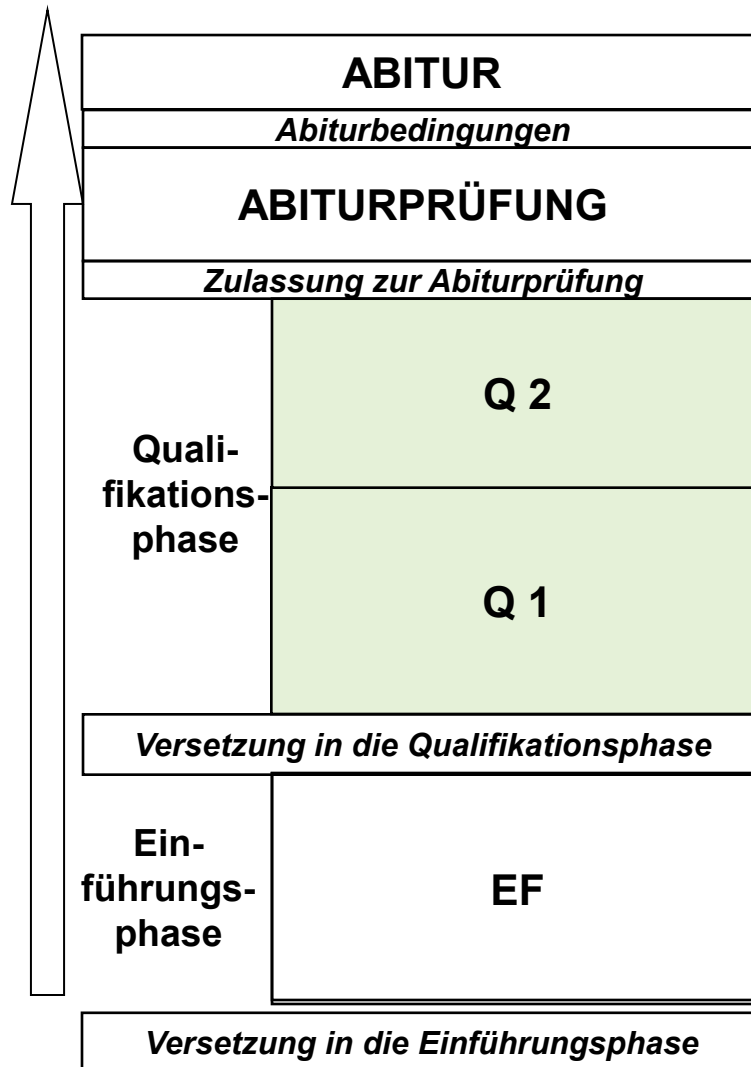 ABITUR
Abiturbedingungen
ABITURPRÜFUNG
Zulassung zur Abiturprüfung
Quali-
fikations-
phase
Q 2
Q 1
Versetzung in die Qualifikationsphase
Ein-
führungs-
phase
EF
Versetzung in die Einführungsphase